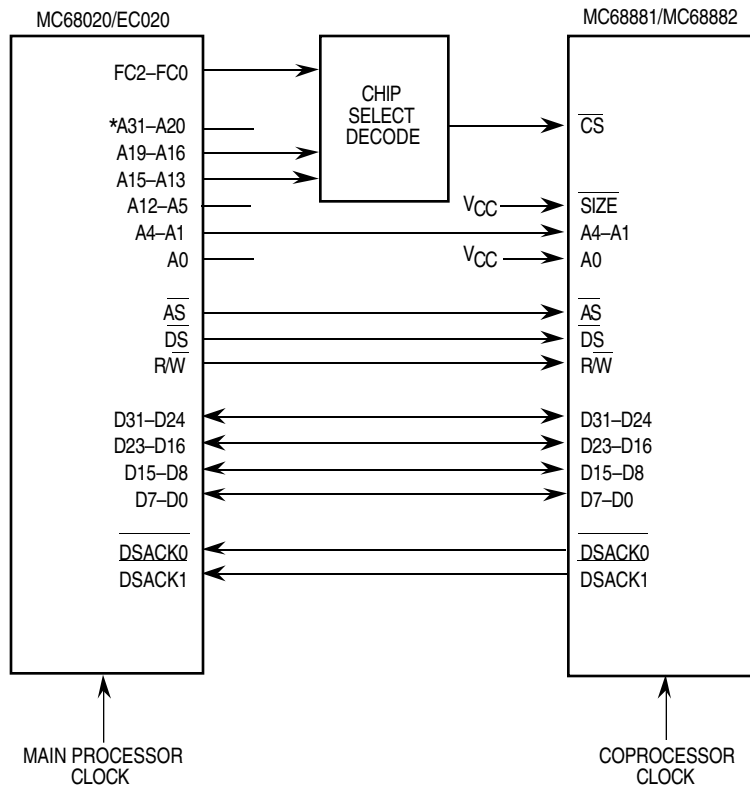 MC68020/EC020
MC68881/MC68882
FC2–FC0
*A31–A20
A19–A16
A15–A13
A12–A5
A4–A1
A0
AS
DS
R/W
D31–D24
D23–D16
D15–D8
D7–D0
DSACK0
DSACK1
CHIP
SELECT
DECODE
VCC
VCC
CS
SIZE
A4–A1
A0
AS
DS
R/W
D31–D24
D23–D16
D15–D8
D7–D0
DSACK0
DSACK1
MAIN PROCESSOR
CLOCK
COPROCESSOR
CLOCK